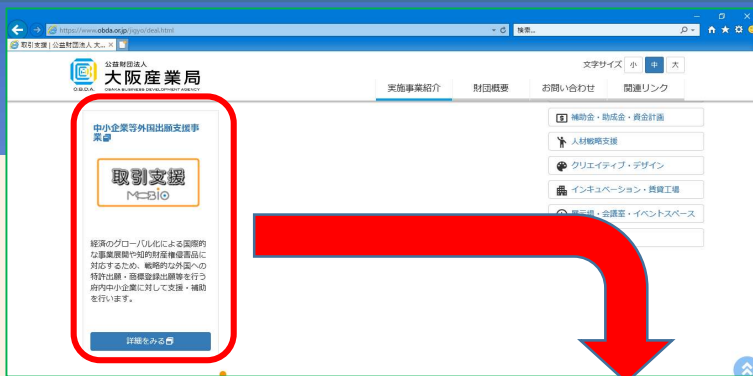 https://www.obda.or.jp/jigyo/deal.html
検索...
取引支援 | 公益財団法人 大...
公益財団法人
大阪産業局
O.B.D.A. OSAKA BUSINESS DEVELOPMENT AGENCY
文字サイズ 小 中 大
実施事業紹介 財団概要 お問い合わせ 関連リンク
中小企業等外国出願支援事
業
取引支援
MOBIO
経済のグローバル化による国際的
な事業展開や知的財産権侵害品に
対応するため、戦略的な外国への
特許出願・商標登録出願等を行う
府内中小企業に対して支援・補助
を行います。
詳細をみる
補助金・助成金・資金計画
人材戦略支援
クリエイティブ・デザイン
インキュベーション・賃貸工場
展示場・会議室・イベントスペース